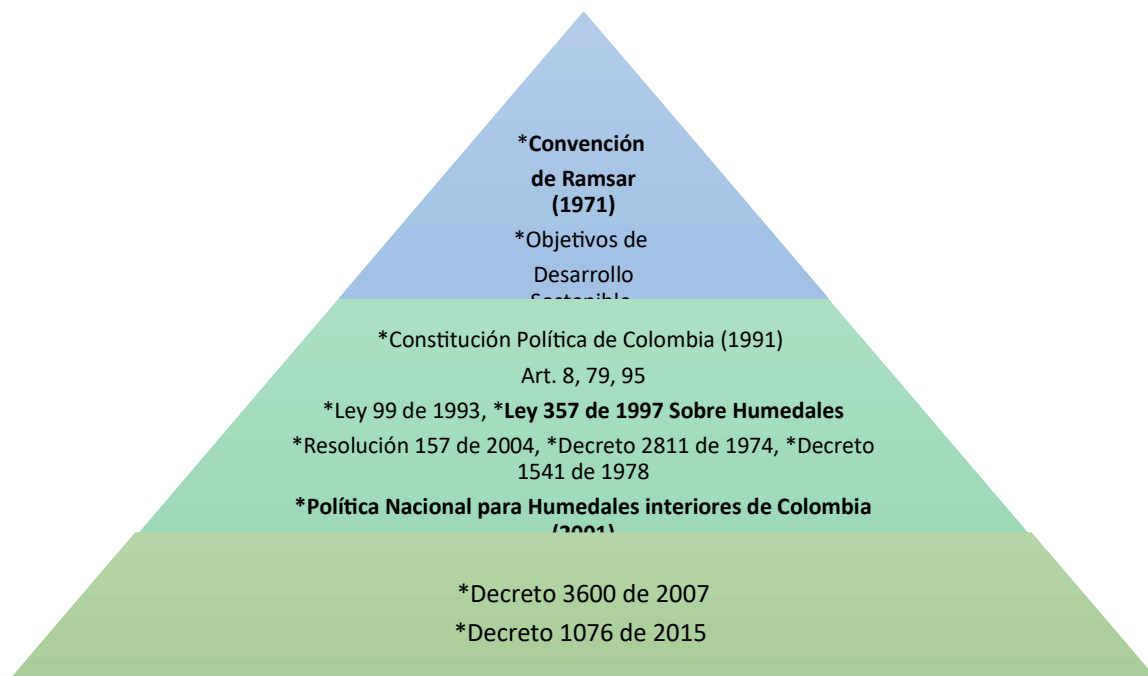 *Convención
de Ramsar
(1971)
*Objetivos de
Desarrollo
Sostenible
*Constitución Política de Colombia (1991)
Art. 8, 79, 95
*Ley 99 de 1993, *Ley 357 de 1997 Sobre Humedales
*Resolución 157 de 2004, *Decreto 2811 de 1974, *Decreto
1541 de 1978
*Política Nacional para Humedales interiores de Colombia
(2001)
*Decreto 3600 de 2007
*Decreto 1076 de 2015